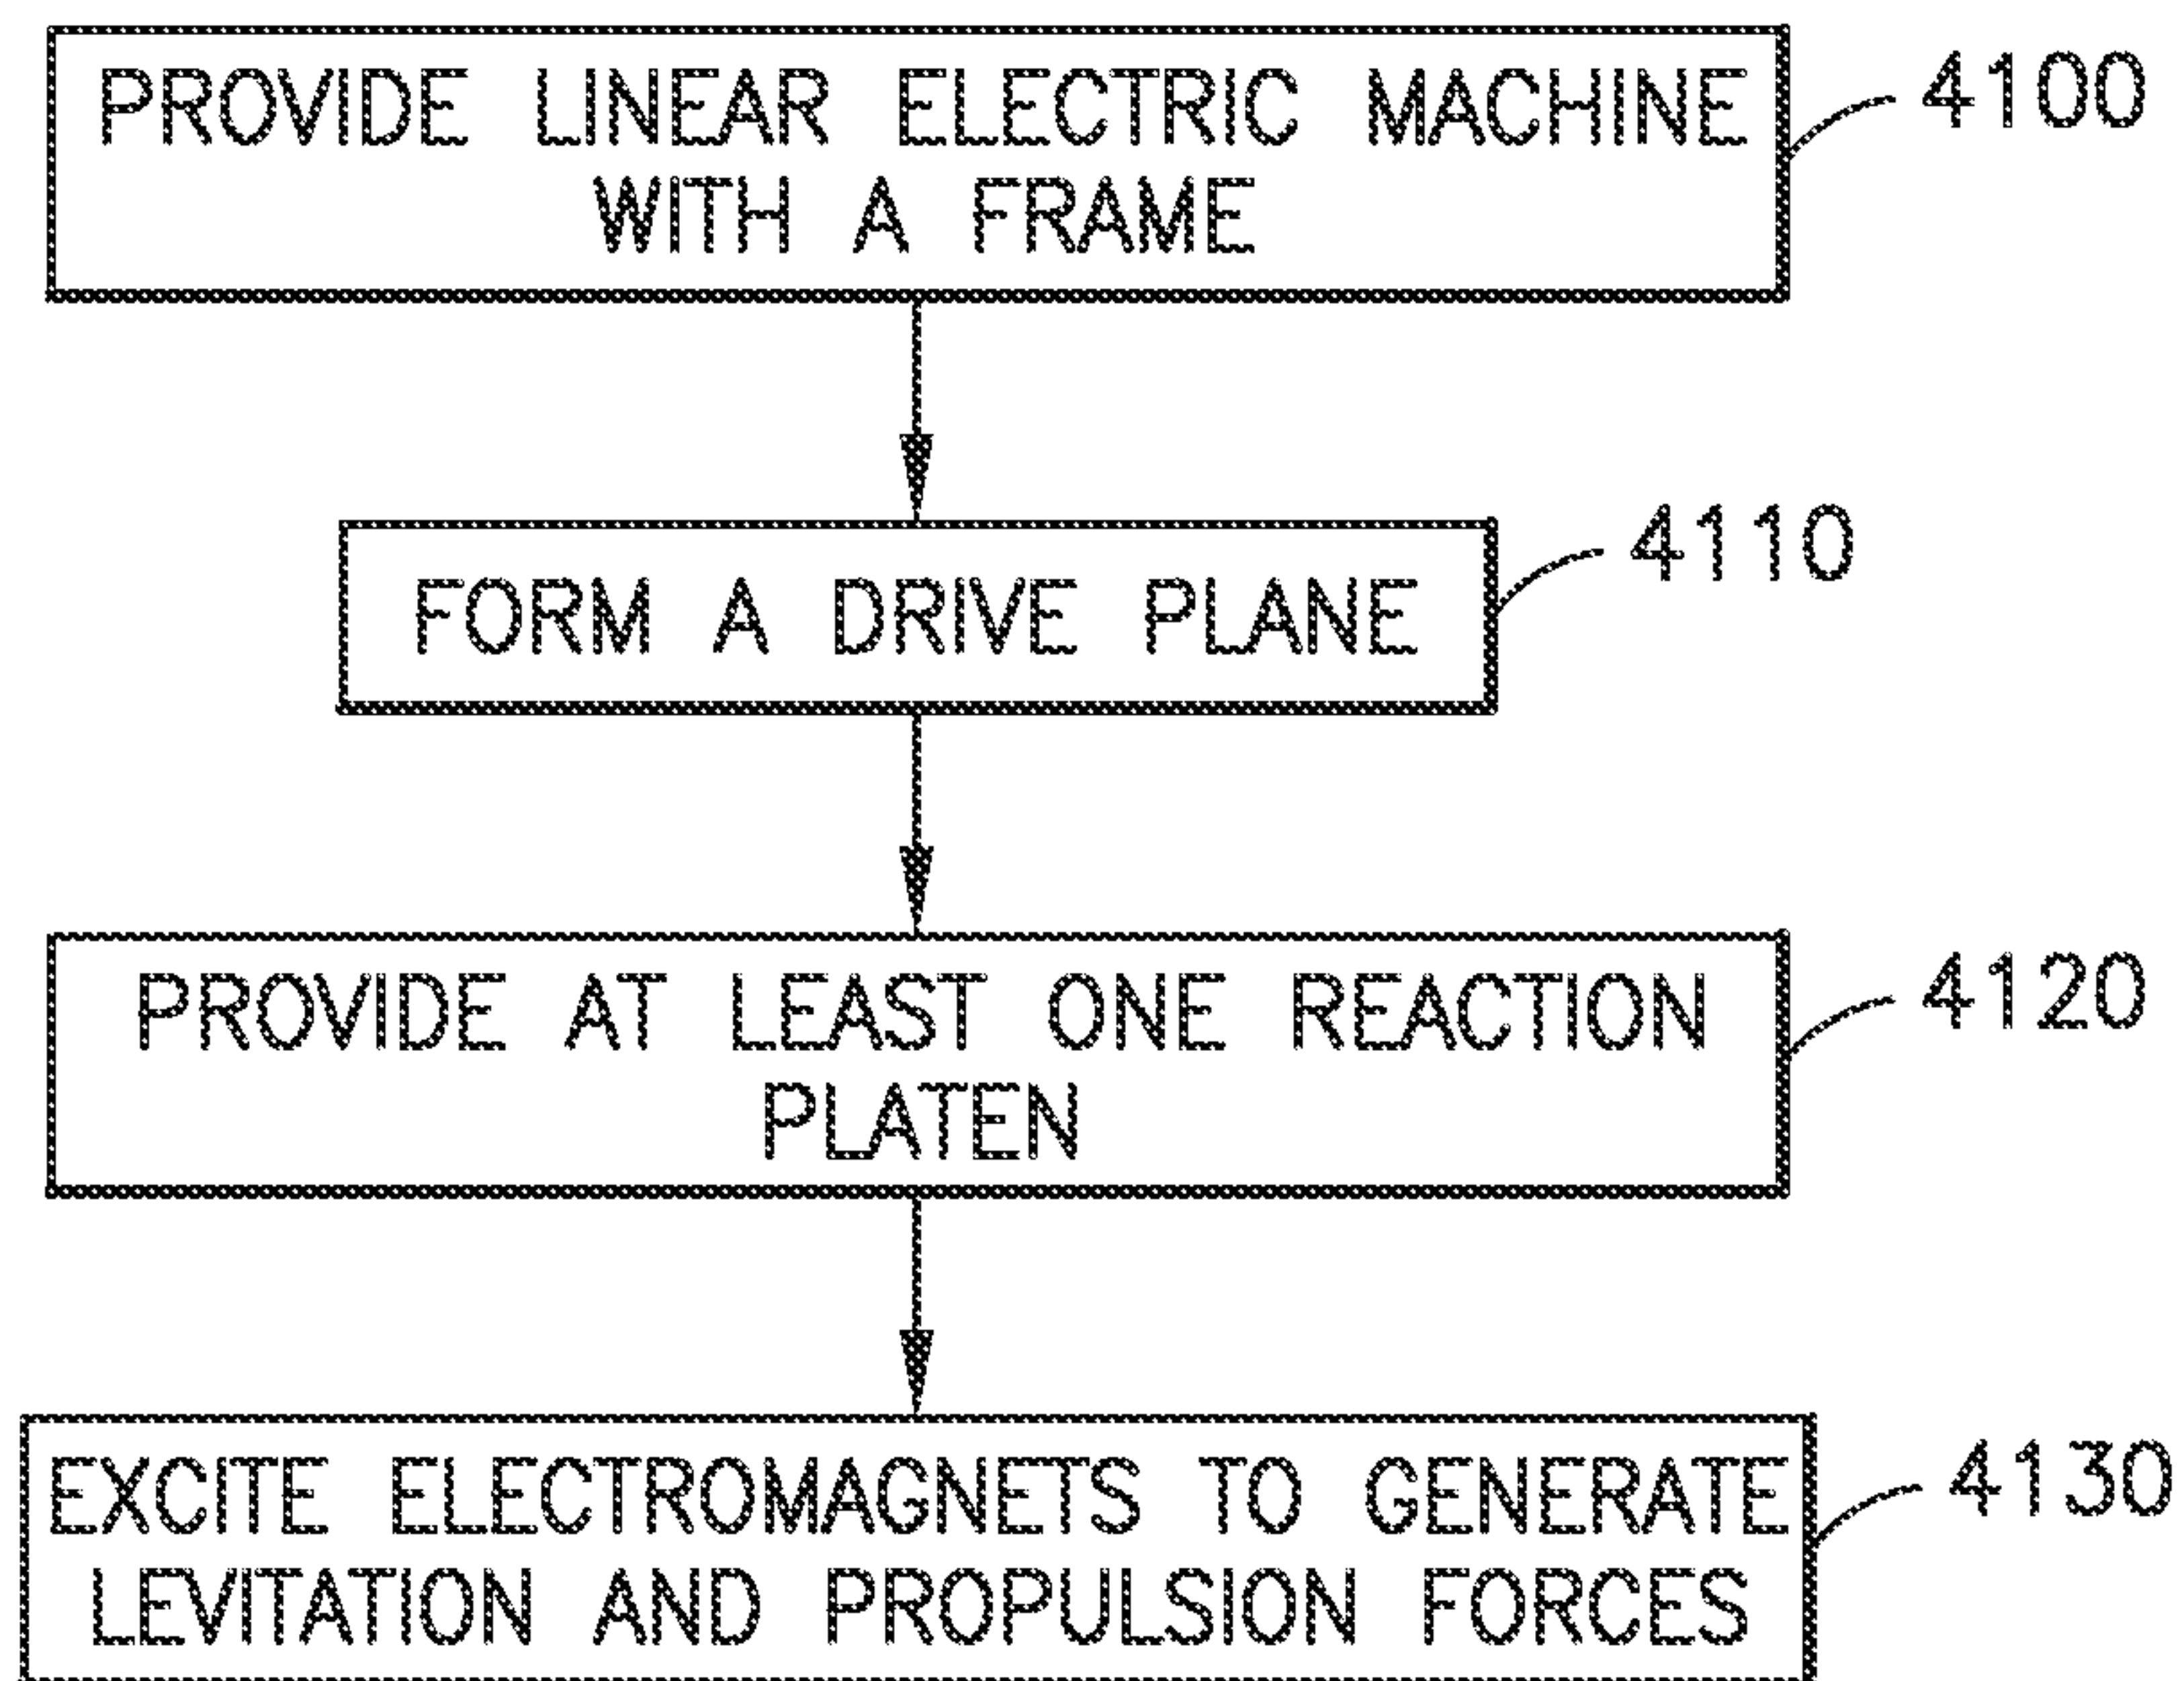 PROVIDE LINEAR ELECTRIC MACHINE
WITH A FRAME
4100
FORM A DRIVE PLANE
4110
PROVIDE AT LEAST ONE REACTION
PLATEN
4120
EXCITE ELECTROMAGNETS TO GENERATE
LEVITATION AND PROPULSION FORCES
4130